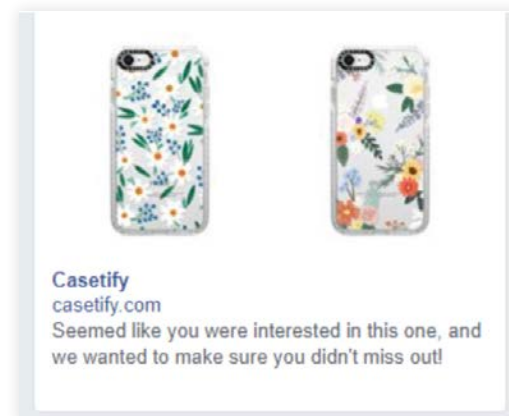 Casetify
casetify.com
Seemed like you were interested in this one, and
we wanted to make sure you didn't miss out!